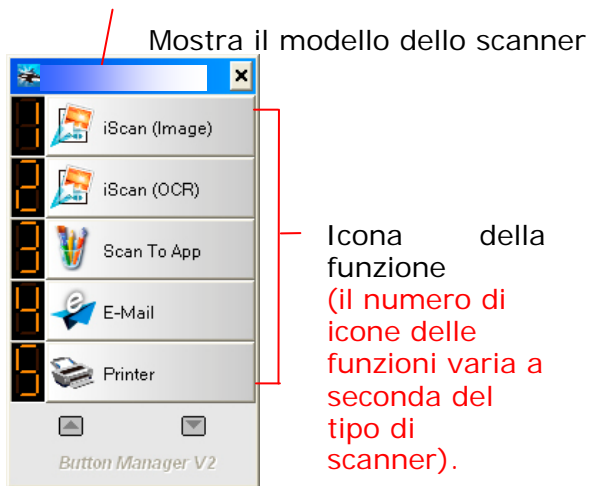 Mostra il modello dello scanner
1 iScan (Image)
2 iScan (OCR)
3 Scan To App
4 E-Mail
5 Printer
Button Manager V2
Icona della
funzione
(il numero di
icone delle
funzioni varia a
seconda del
tipo di
scanner).